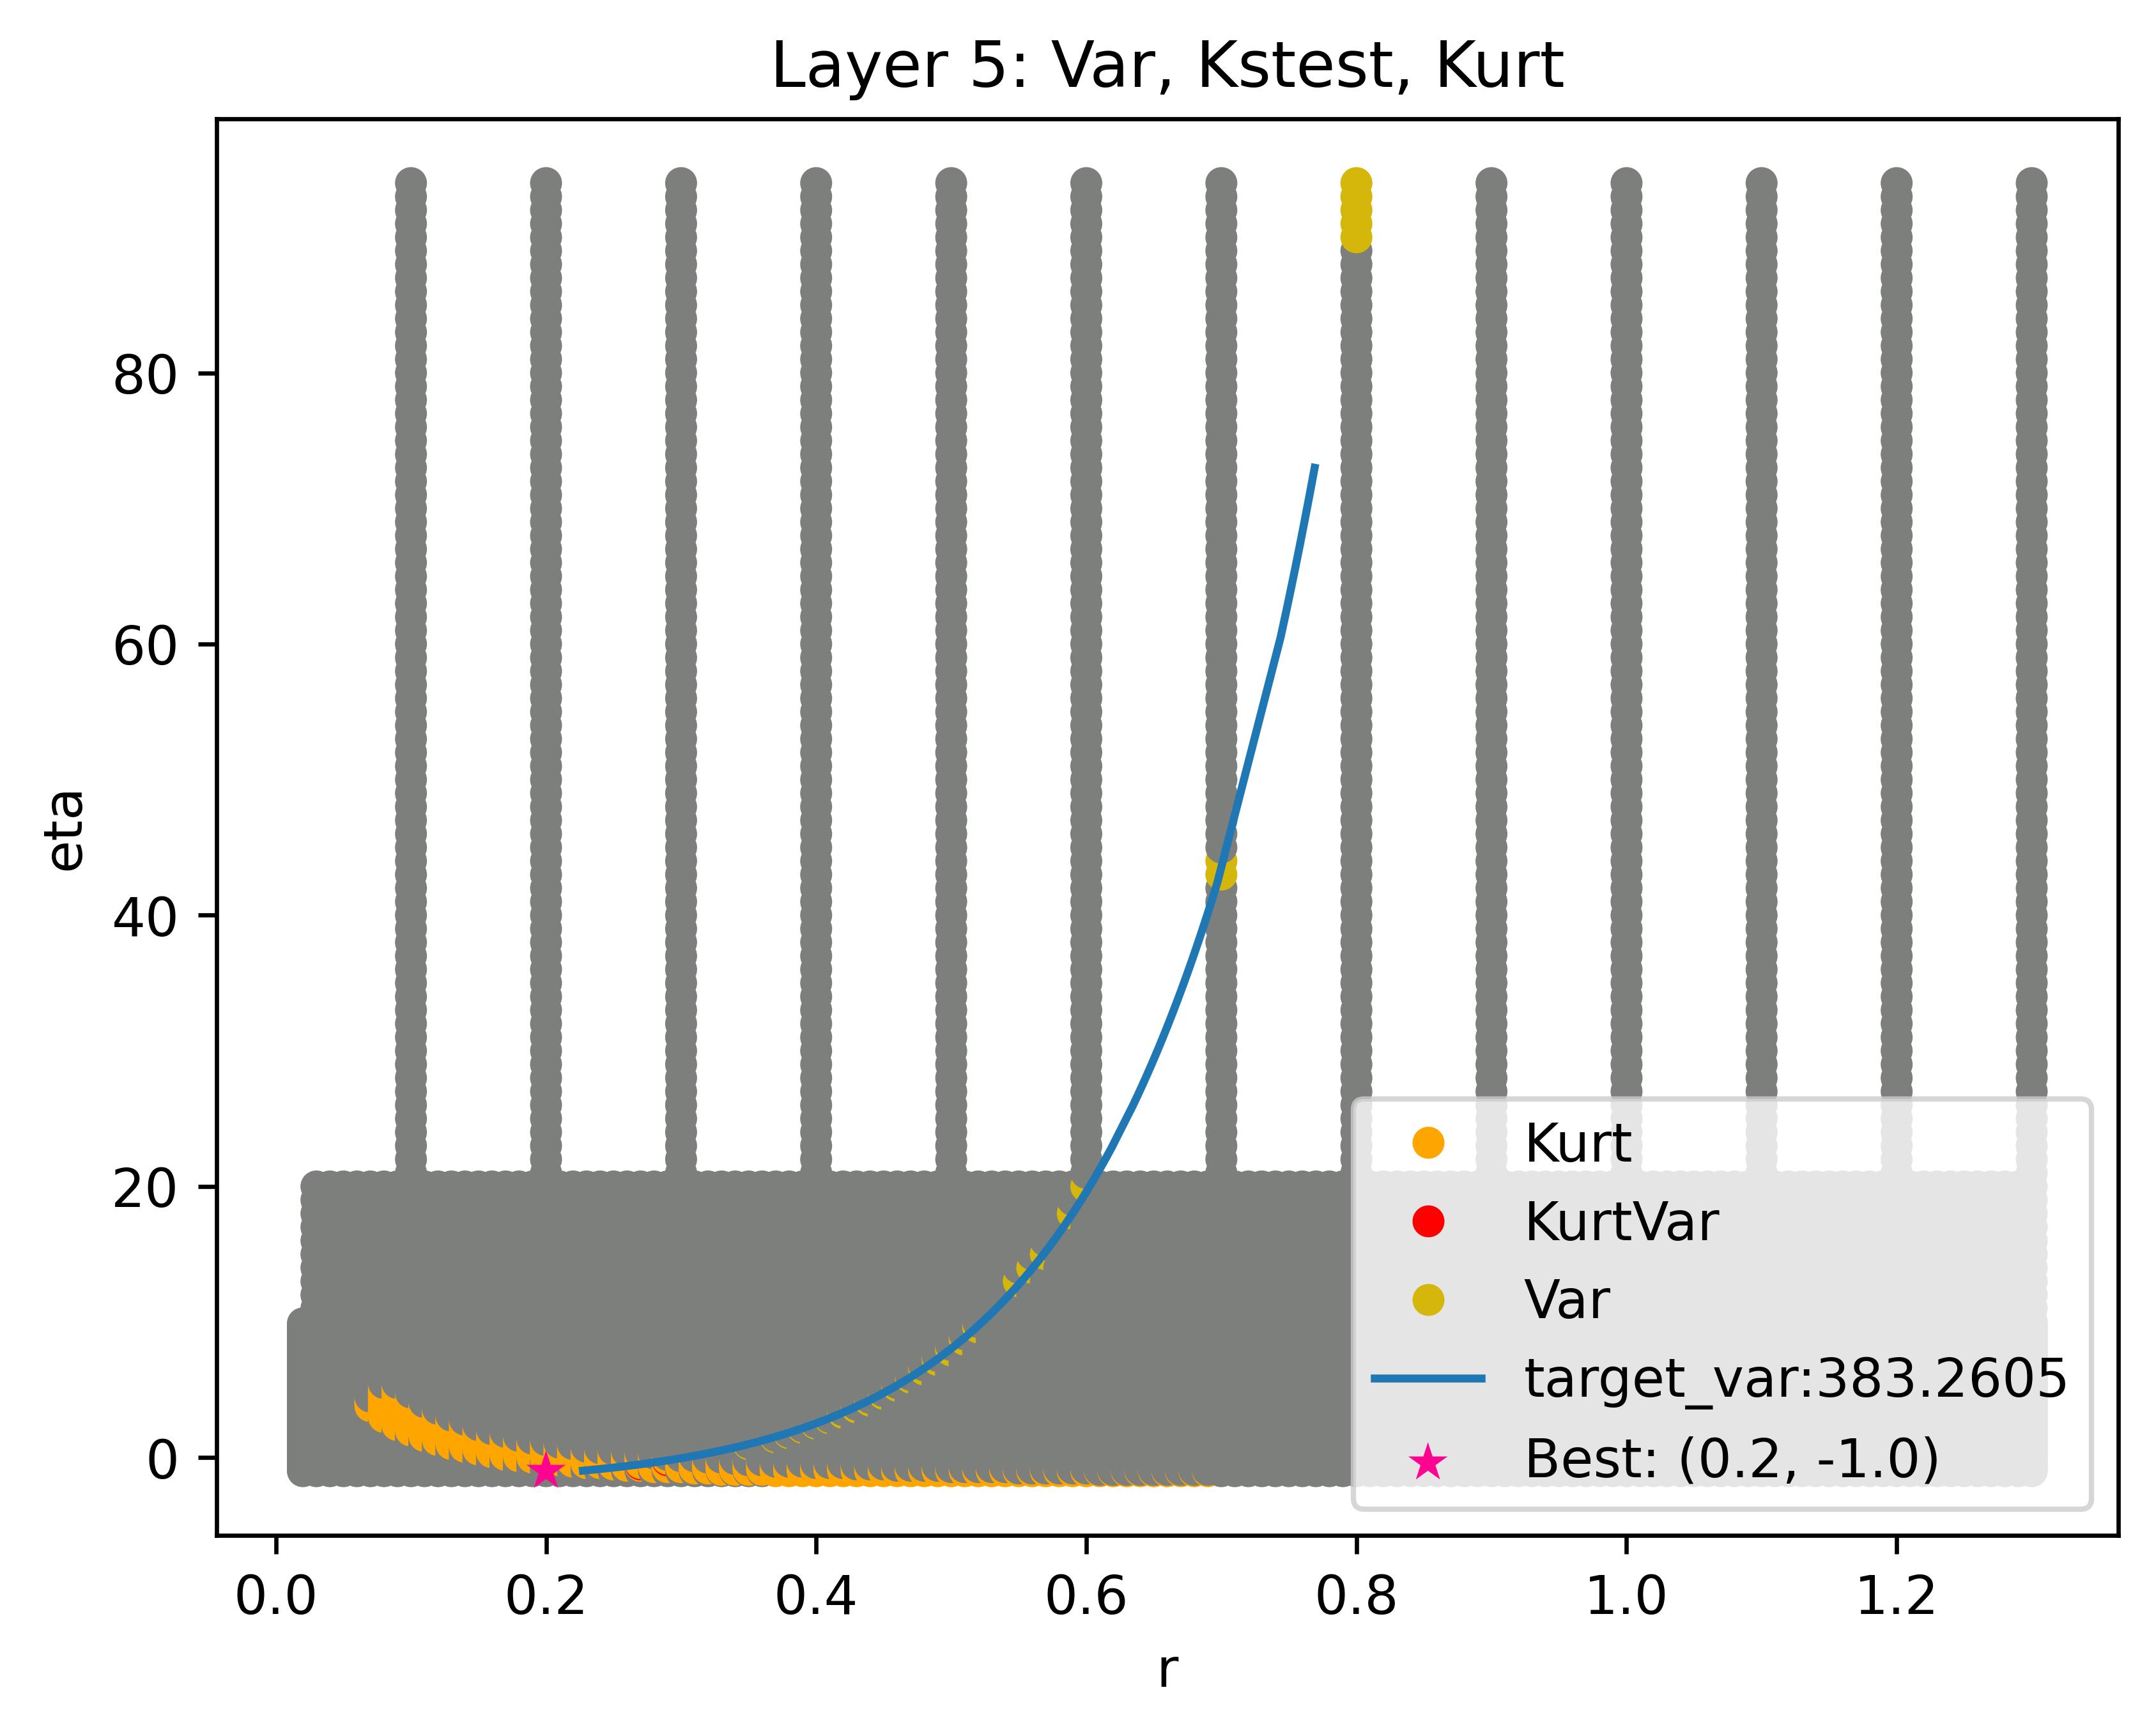 Layer 5: Var, Kstest, Kurt
eta
80
60
40
20
0
Kurt
KurtVar
Var
target_var:383.2605
Best: (0.2, -1.0)
0.0 0.2 0.4 0.6 0.8 1.0 1.2
r